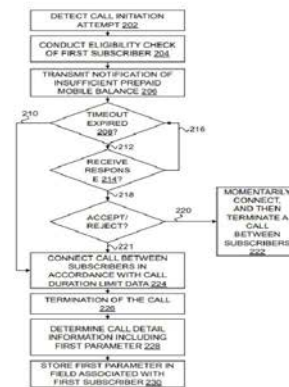 DETECT CALL INITIATION
ATTEMPT 202
CONDUCT ELIGIBILITY CHECK
OF FIRST SUBSCRIBER 204
TRANSMIT NOTIFICATION OF
INSUFFICIENT PREPAID
MOBILE BALANCE 206
210
TIMEOUT
EXPIRED
208?
216
212
RECEIVE
RESPONS
E 214?
218
ACCEPT/
REJECT?
220
MOMENTARILY
CONNECT,
AND THEN
TERMINATE A
CALL
BETWEEN
SUBSCRIBERS
222
221
CONNECT CALL BETWEEN
SUBSCRIBERS IN
ACCORDANCE WITH CALL
DURATION LIMIT DATA 224
TERMINATION OF THE CALL
226
DETERMINE CALL DETAIL
INFORMATION INCLUDING
FIRST PARAMETER 228
STORE FIRST PARAMETER IN
FIELD ASSOCIATED WITH
FIRST SUBSCRIBER 230